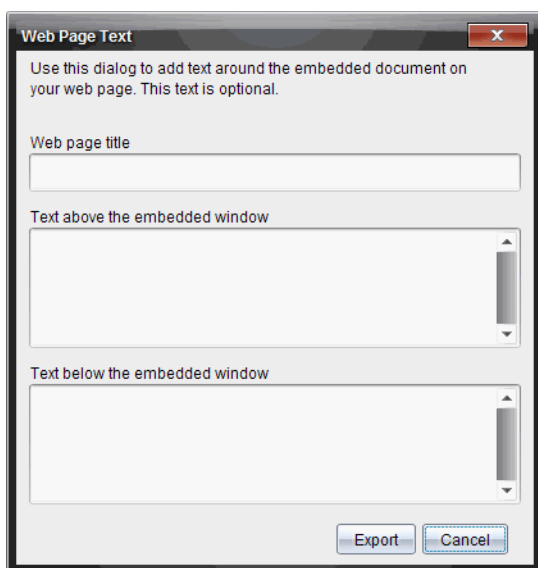 Web Page Text
Use this dialog to add text around the embedded document on
your web page. This text is optional.
Web page title
Text above the embedded window
Text below the embedded window
Export
Cancel